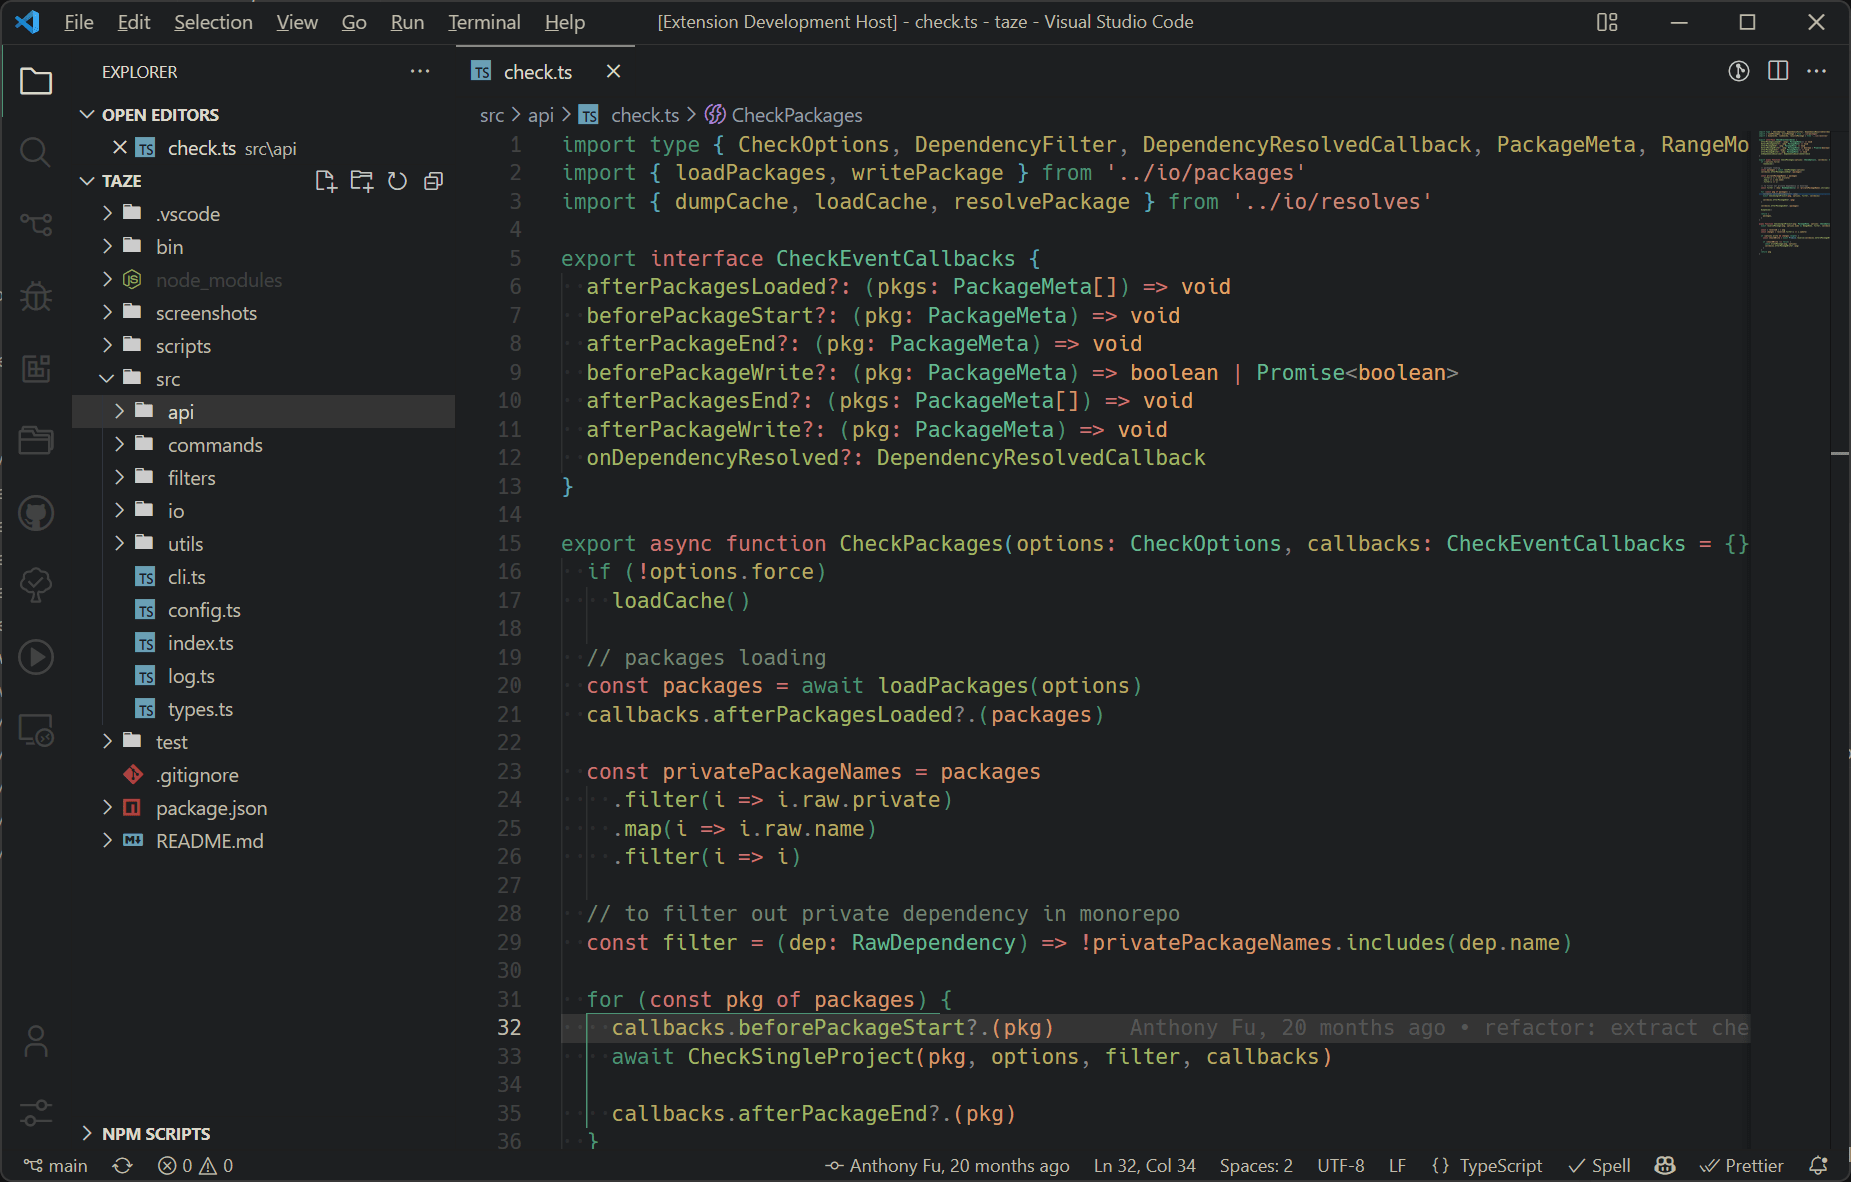 File Edit Selection View Go Run Terminal Help [Extension Development Host] - check.ts - taze - Visual Studio Code
EXPLORER
OPEN EDITORS
TS check.ts src\api
TAZE
.vscode
bin
node_modules
screenshots
scripts
src
api
commands
filters
io
utils
TS cli.ts
TS config.ts
TS index.ts
TS log.ts
TS types.ts
test
.gitignore
package.json
README.md
NPM SCRIPTS
TS check.ts
src > api > TS check.ts > CheckPackages
1 import type { CheckOptions, DependencyFilter, DependencyResolvedCallback, PackageMeta, RangeMo
2 import { loadPackages, writePackage } from '../io/packages'
3 import { dumpCache, loadCache, resolvePackage } from '../io/resolves'
4
5 export interface CheckEventCallbacks {
6 afterPackagesLoaded?: (pkgs: PackageMeta[]) => void
7 beforePackageStart?: (pkg: PackageMeta) => void
8 afterPackageEnd?: (pkg: PackageMeta) => void
9 beforePackageWrite?: (pkg: PackageMeta) => boolean | Promise<boolean>
10 afterPackagesEnd?: (pkgs: PackageMeta[]) => void
11 afterPackageWrite?: (pkg: PackageMeta) => void
12 onDependencyResolved?: DependencyResolvedCallback
13 }
14
15 export async function CheckPackages(options: CheckOptions, callbacks: CheckEventCallbacks = {}
16 if (!options.force)
17 loadCache()
18
19 // packages loading
20 const packages = await loadPackages(options)
21 callbacks.afterPackagesLoaded?.(packages)
22
23 const privatePackageNames = packages
24 .filter(i => i.raw.private)
25 .map(i => i.raw.name)
26 .filter(i => i)
27
28 // to filter out private dependency in monorepo
29 const filter = (dep: RawDependency) => !privatePackageNames.includes(dep.name)
30
31 for (const pkg of packages) {
32 callbacks.beforePackageStart?.(pkg) Anthony Fu, 20 months ago • refactor: extract che
33 await CheckSingleProject(pkg, options, filter, callbacks)
34
35 callbacks.afterPackageEnd?.(pkg)
36 }
main 0 0 Anthony Fu, 20 months ago Ln 32, Col 34 Spaces: 2 UTF-8 LF {} TypeScript Spell Prettier